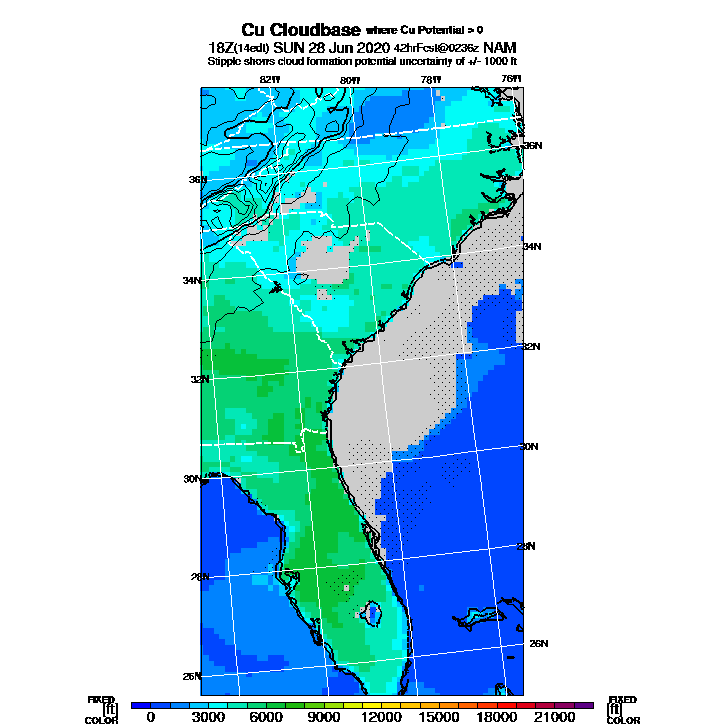 Cu Cloudbase where Cu Potential > 0
18Z(14edt) SUN 28 Jun 2020 42hrFcst@0236z NAM
Stipple shows cloud formation potential uncertainty of +/- 1000 ft
82W 80W 78W 76W
36N
36N
34N
34N
32N
32N
30N
30N
28N
28N
26N
26N
FIXED FIXED
[ft] [ft]
COLOR COLOR
0 3000 6000 9000 12000 15000 18000 21000